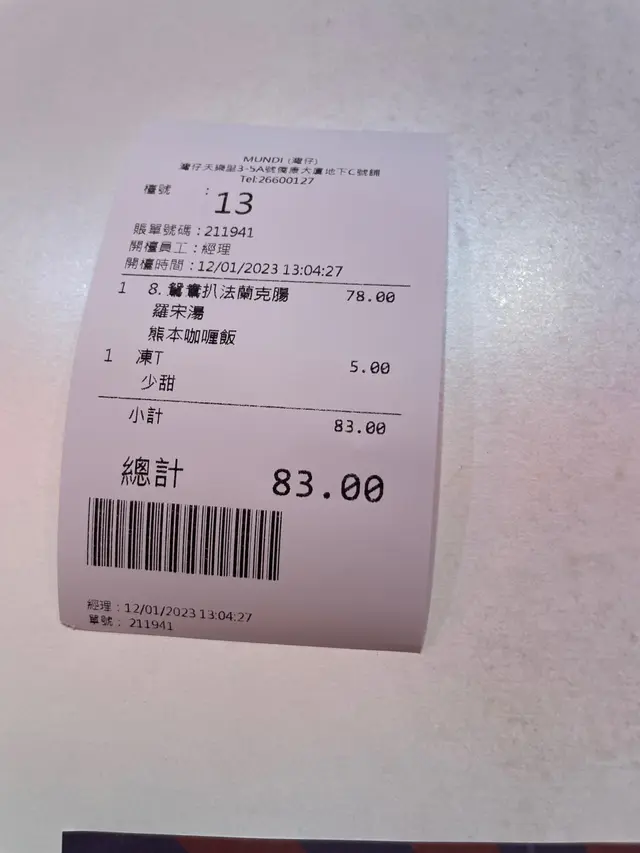 MUNDI (灣仔)
灣仔天樂里3-5A號優康大廈地下C號舖
Tel:26600127
檯號 : 13
賬單號碼：211941
開檯員工：經理
開檯時間：12/01/2023 13:04:27
1 8. 鴛鴦扒法蘭克腸 78.00
羅宋湯
熊本咖喱飯
1 凍T 5.00
少甜
小計 83.00
總計 83.00
經理：12/01/2023 13:04:27
單號： 211941